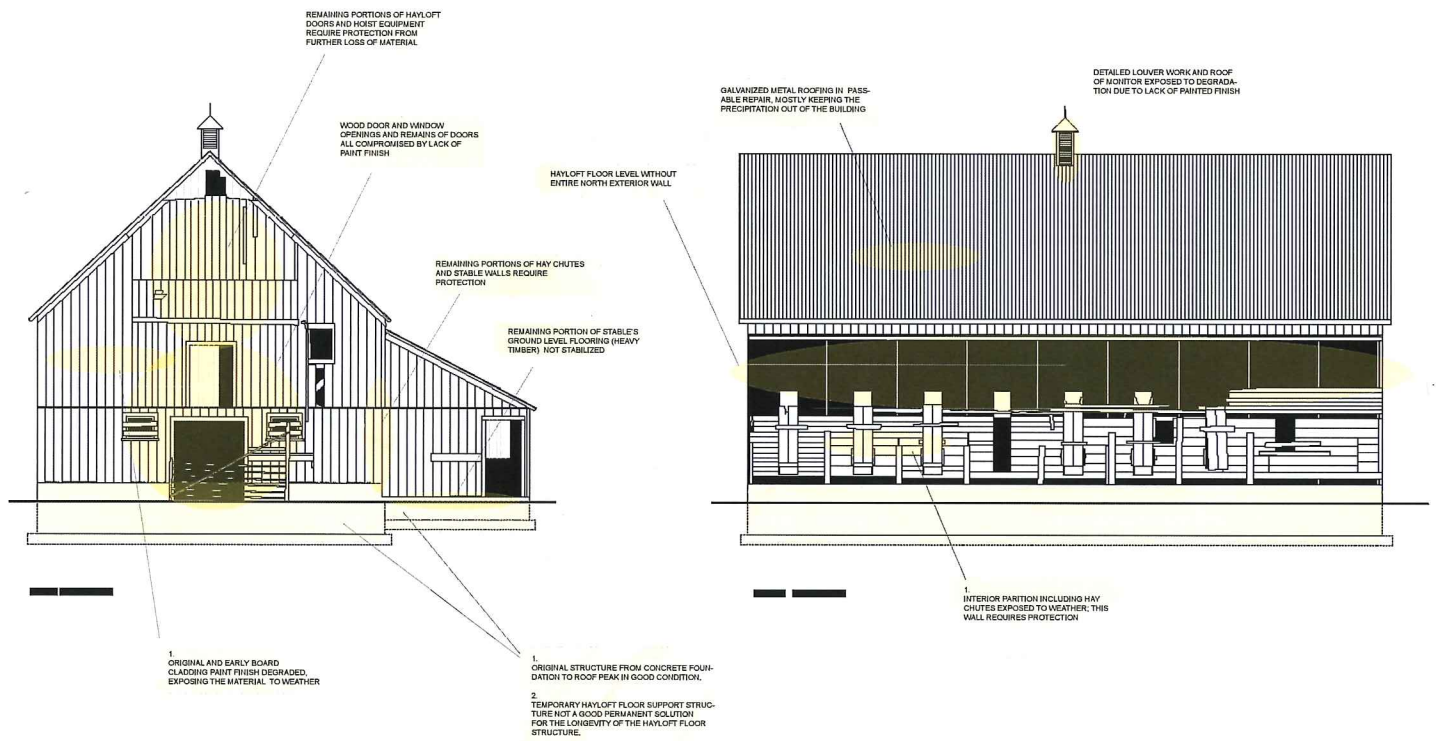 REMAINING PORTIONS OF HAYLOFT
DOORS AND HOIST EQUIPMENT
REQUIRE PROTECTION FROM
FURTHER LOSS OF MATERIAL
WOOD DOOR AND WINDOW
OPENINGS AND REMAINS OF DOORS
ALL COMPROMISED BY LACK OF
PAINT FINISH
REMAINING PORTIONS OF HAY CHUTES
AND STABLE WALLS REQUIRE
PROTECTION
REMAINING PORTION OF STABLE'S
GROUND LEVEL FLOORING (HEAVY
TIMBER) NOT STABILIZED
1.
ORIGINAL AND EARLY BOARD
CLADDING PAINT FINISH DEGRADED,
EXPOSING THE MATERIAL TO WEATHER
1.
ORIGINAL STRUCTURE FROM CONCRETE FOUN-
DATION TO ROOF PEAK IN GOOD CONDITION.
2.
TEMPORARY HAYLOFT FLOOR SUPPORT STRUC-
TURE NOT A GOOD PERMANENT SOLUTION
FOR THE LONGEVITY OF THE HAYLOFT FLOOR
STRUCTURE.
GALVANIZED METAL ROOFING IN PASS-
ABLE REPAIR, MOSTLY KEEPING THE
PRECIPITATION OUT OF THE BUILDING
DETAILED LOUVER WORK AND ROOF
OF MONITOR EXPOSED TO DEGRADA-
TION DUE TO LACK OF PAINTED FINISH
HAYLOFT FLOOR LEVEL WITHOUT
ENTIRE NORTH EXTERIOR WALL
1.
INTERIOR PARITION INCLUDING HAY
CHUTES EXPOSED TO WEATHER; THIS
WALL REQUIRES PROTECTION